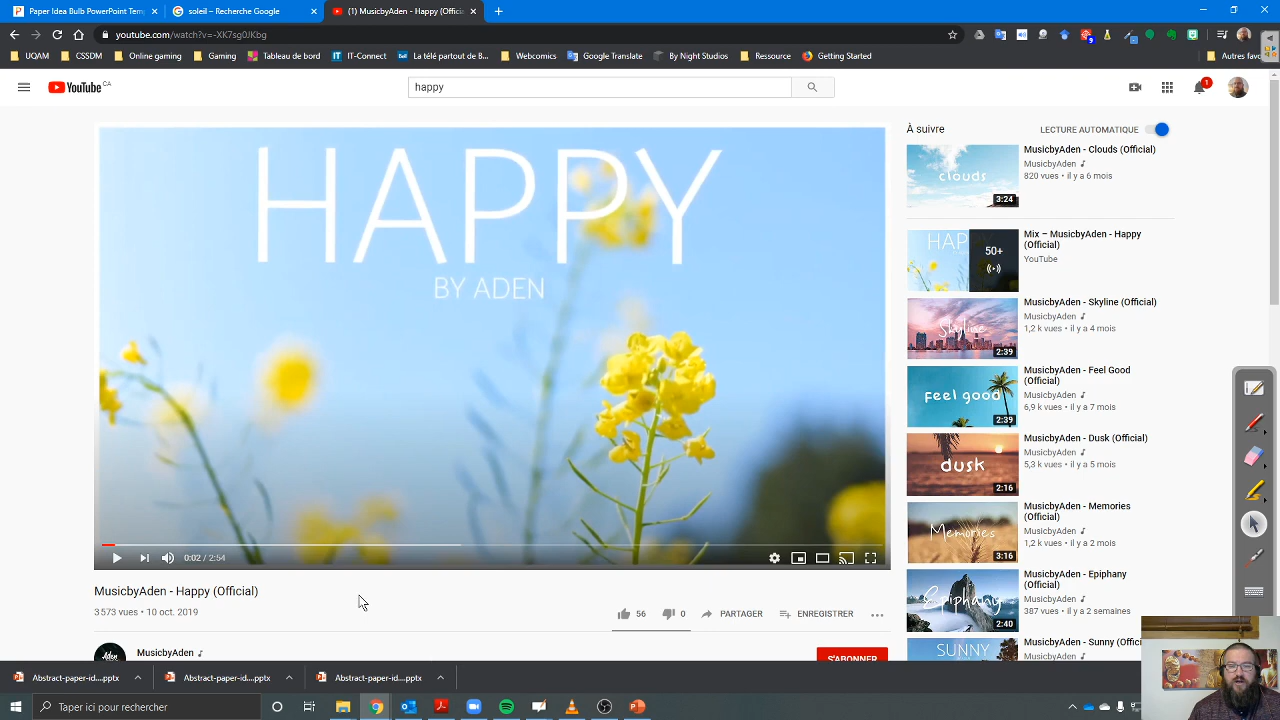 Paper Idea Bulb PowerPoint Tem
soleil – Recherche Google
(1) MusicbyAden - Happy (Officia
youtube.com/watch?v=-XK7sg0JKbg
UQAM
CSSDM
Online gaming
Gaming
Tableau de bord
IT-Connect
La télé partout de b...
Webcomics
Google Translate
By Night Studios
Ressource
Getting Started
Autres favoris
YouTube CA
happy
1
HAPPY
BY ADEN
0:02 / 2:54
MusicbyAden - Happy (Official)
3 573 vues • 10 oct. 2019
56
0
PARTAGER
ENREGISTRER
Aden
MusicbyAden
S'ABONNER
À suivre
LECTURE AUTOMATIQUE
clouds
3:24
MusicbyAden - Clouds (Official)
MusicbyAden
820 vues • il y a 6 mois
HAP
50+
Mix – MusicbyAden - Happy
(Official)
YouTube
Skyline
2:39
MusicbyAden - Skyline (Official)
MusicbyAden
1,2 k vues • il y a 4 mois
Feel good
2:39
MusicbyAden - Feel Good
(Official)
MusicbyAden
6,9 k vues • il y a 7 mois
dusk
2:16
MusicbyAden - Dusk (Official)
MusicbyAden
5,3 k vues • il y a 5 mois
Memories
3:16
MusicbyAden - Memories
(Official)
MusicbyAden
1,2 k vues • il y a 2 mois
Epiphany
2:40
MusicbyAden - Epiphany
(Official)
MusicbyAden
387 vues • il y a 2 semaines
SUNNY
MusicbyAden - Sunny (Offici
MusicbyAden
Abstract-paper-id....pptx
Abstract-paper-id....pptx
Abstract-paper-id....pptx
Taper ici pour rechercher